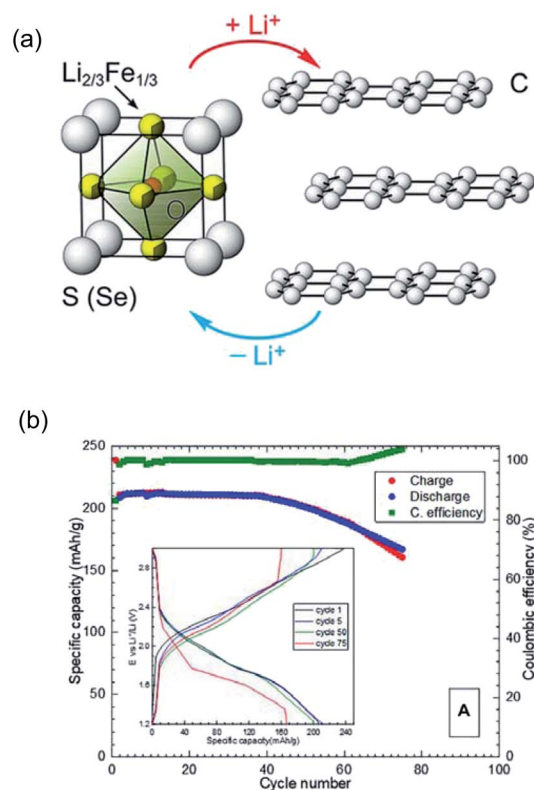 (a)
+ Li⁺
Li₂/₃Fe₁/₃
C
O
S (Se)
− Li⁺
(b)
250
200
150
100
50
0
Specific capacity (mAh/g)
100
80
60
40
20
0
Coulombic efficiency (%)
Charge
Discharge
C. efficiency
2.8
2.4
2.0
1.6
1.2
E vs Li⁺/Li (V)
cycle 1
cycle 5
cycle 50
cycle 75
0 40 80 120 160 200 240
Specific capacity(mAh/g)
A
0 20 40 60 80 100
Cycle number